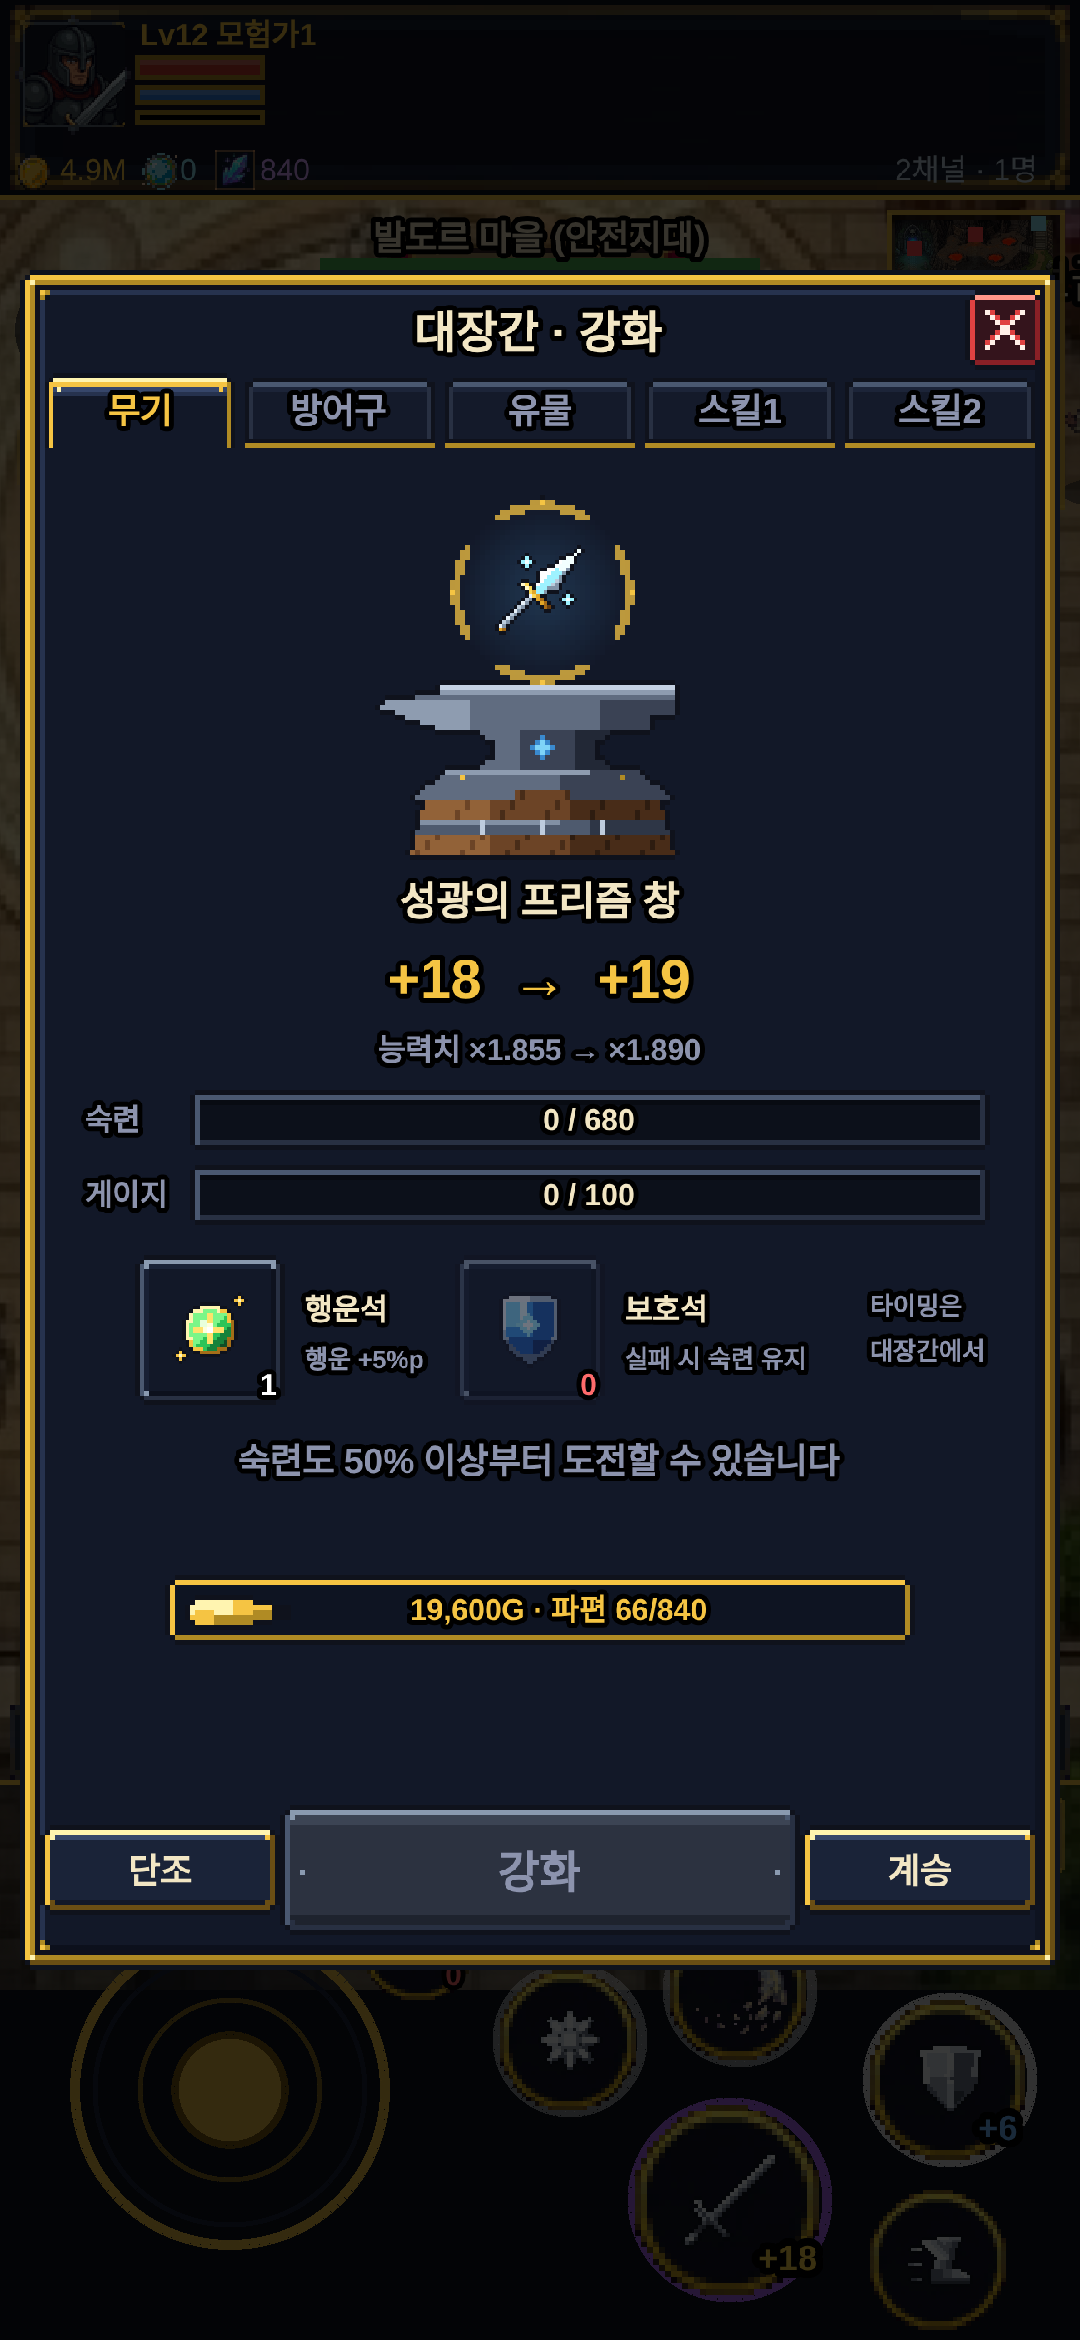 Lv12 모험가1
4.9M 0 840 2채널 · 1명
발도르 마을 (안전지대)
대장간 · 강화
무기 방어구 유물 스킬1 스킬2
성광의 프리즘 창
+18 → +19
능력치 ×1.855 → ×1.890
숙련 0 / 680
게이지 0 / 100
행운석
행운 +5%p
1
보호석
실패 시 숙련 유지
0
타이밍은
대장간에서
숙련도 50% 이상부터 도전할 수 있습니다
19,600G · 파편 66/840
단조 강화 계승
0
+6
+18